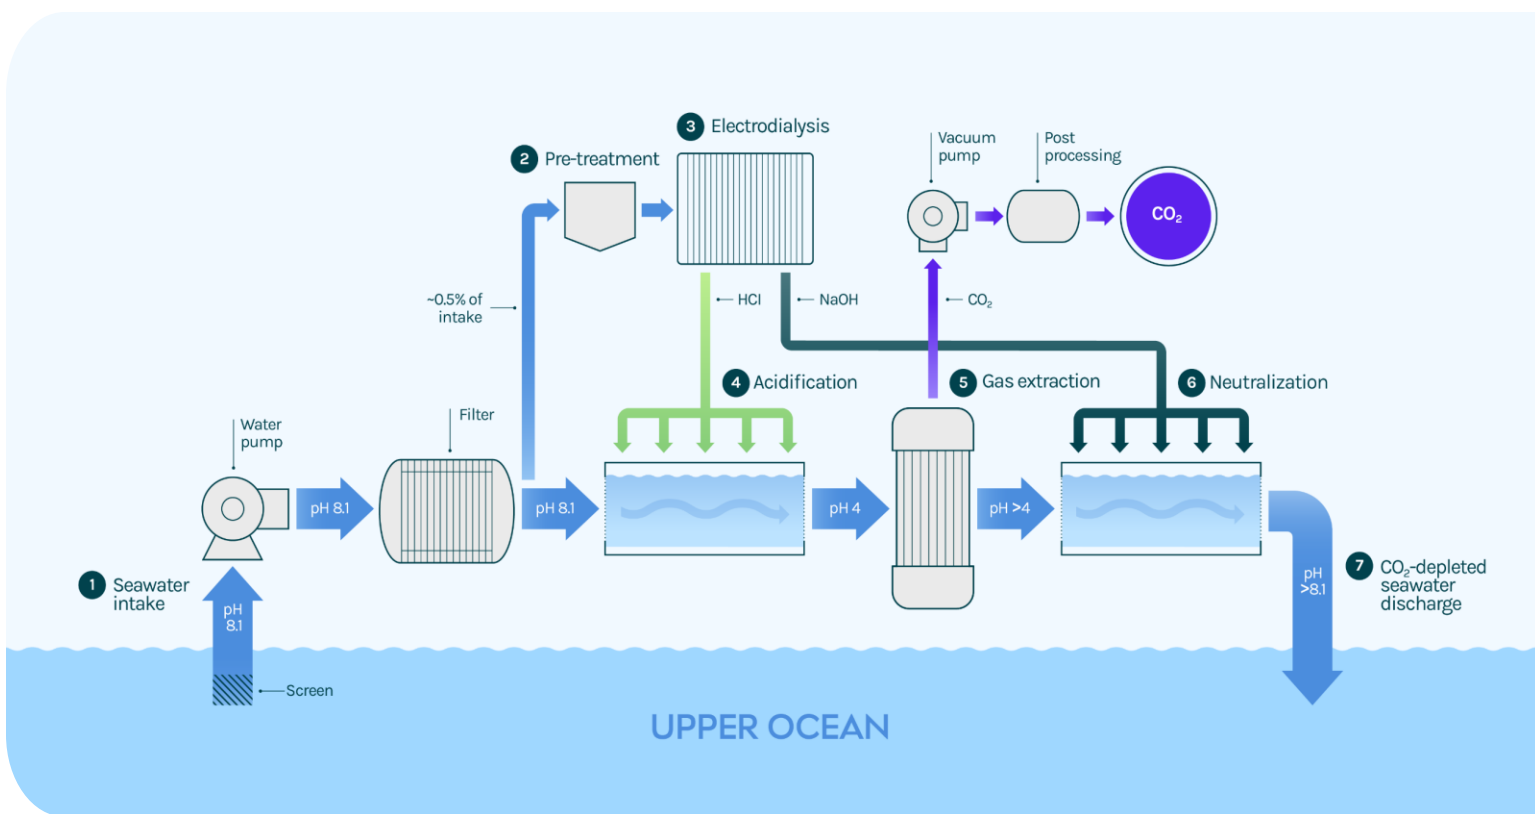 3 Electrodialysis
2 Pre-treatment
Vacuum
pump
Post
processing
CO₂
~0.5% of
intake
HCl
NaOH
CO₂
4 Acidification
5 Gas extraction
6 Neutralization
Water
pump
Filter
pH 8.1
pH 8.1
pH 4
pH >4
1 Seawater
intake
pH
8.1
pH
>8.1
7 CO₂-depleted
seawater
discharge
Screen
UPPER OCEAN